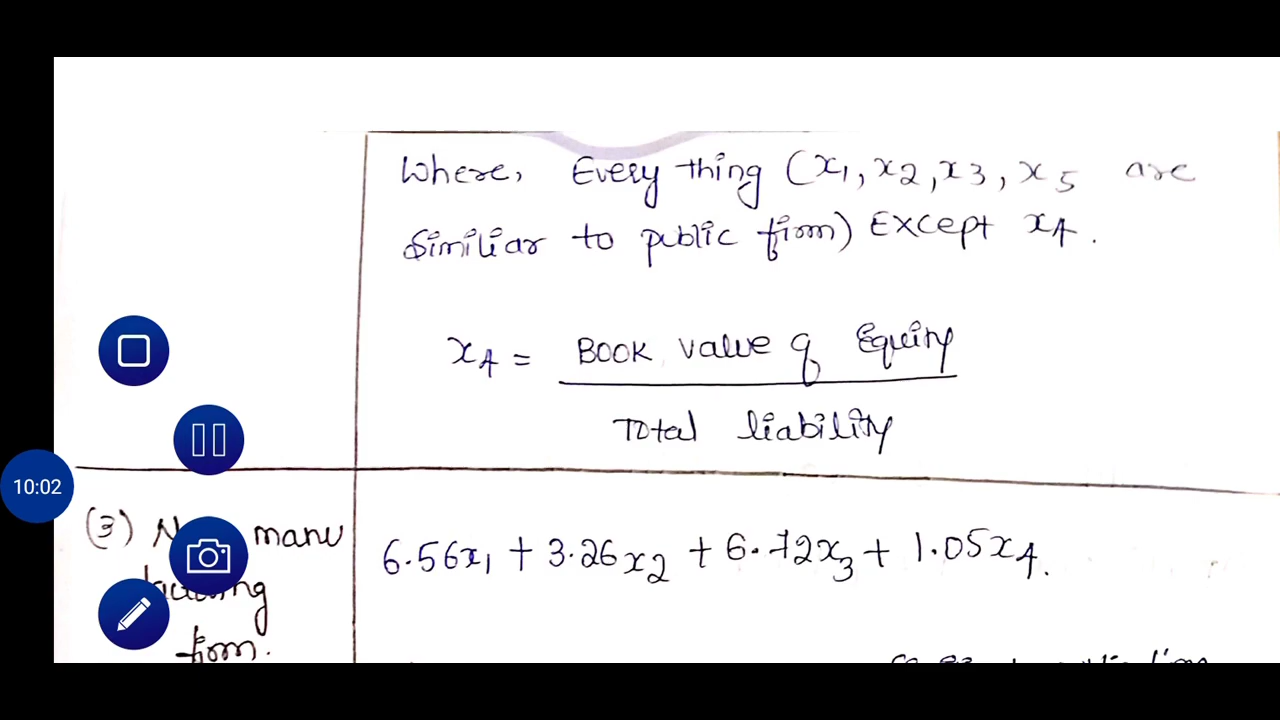 Where, Every thing (x1, x2, x3, x5 are
Similiar to public firm) Except x4.
x4 = Book value of Equity
Total liability
10:02
(3) manu
6.56x1 + 3.26x2 + 6.72x3 + 1.05x4.
firm.